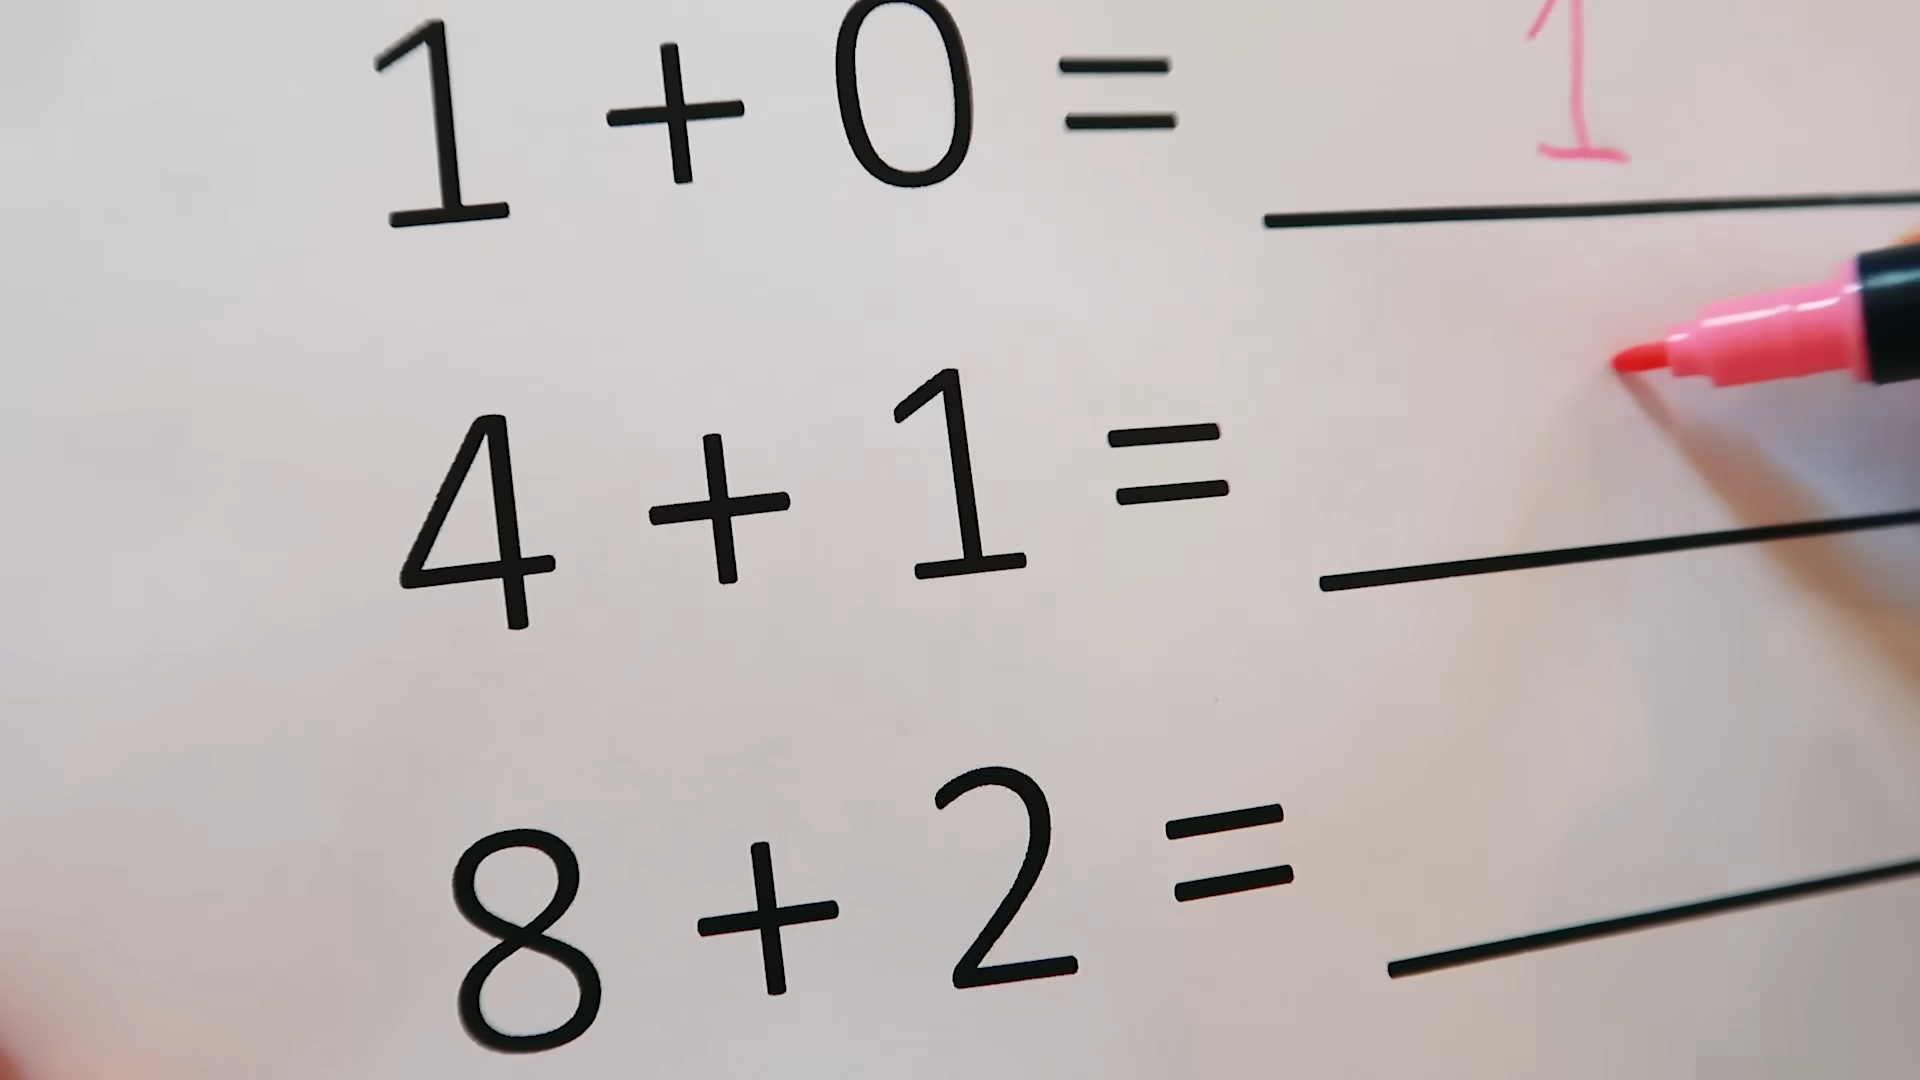 1 + 0 = 1
4 + 1 = 
8 + 2 =